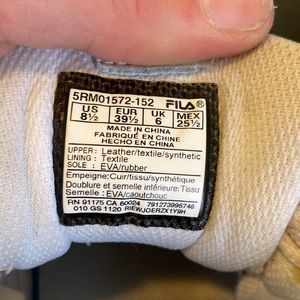 5RM01572-152 FILA®
US EUR UK MEX
8½ 39½ 6 25½
MADE IN CHINA
FABRIQUÉ EN CHINE
HECHO EN CHINA
UPPER: Leather/textile/synthetic
LINING: Textile
SOLE: EVA/rubber
Empeigne:Cuir/tissu/synthétique
Doublure et semelle intérieure:Tissu
Semelle:EVA/caoutchouc
RN 91175 CA 60024 791273996748
010 GS 1120 RIEWJOERZX1Y9H